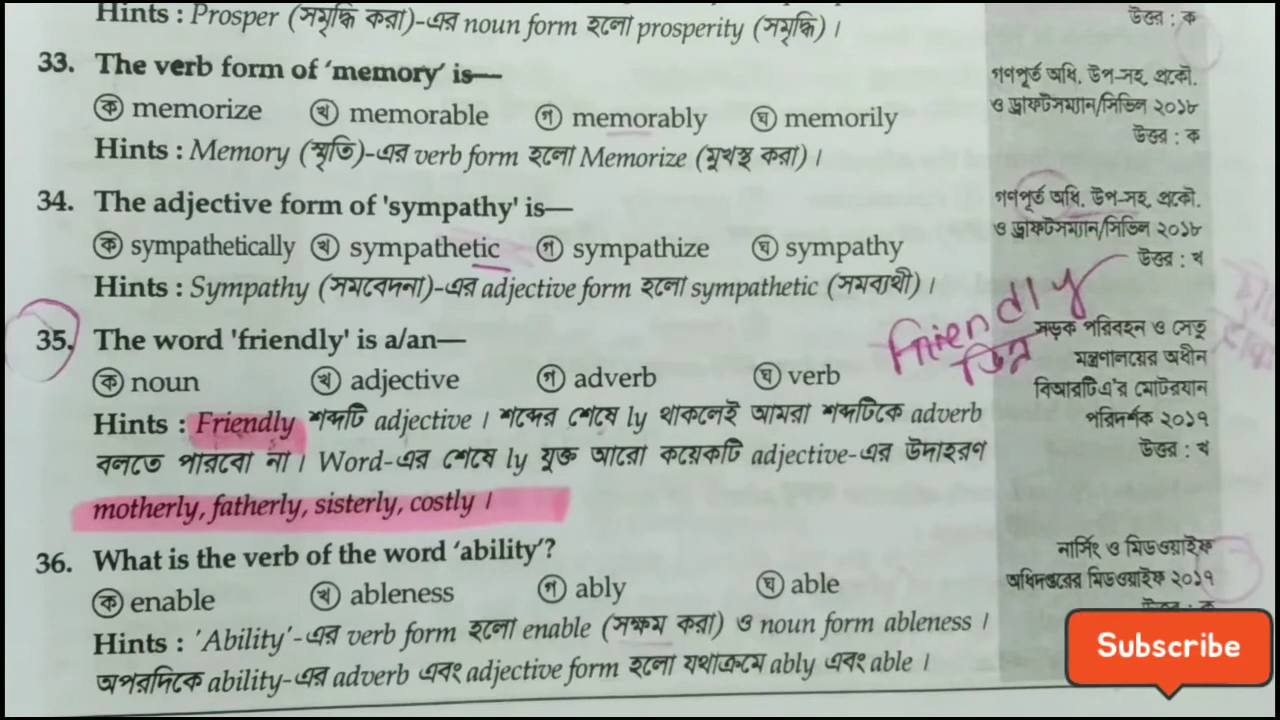 Hints : Prosper (সমৃদ্ধি করা)-এর noun form হলো prosperity (সমৃদ্ধি) ।
উত্তর : ক
33. The verb form of ‘memory’ is—
গণপূর্ত অধি. উপ-সহ. প্রকৌ.
ক memorize খ memorable গ memorably ঘ memorily
ও ড্রাফটসম্যান/সিভিল ২০১৮
উত্তর : ক
Hints : Memory (স্মৃতি)-এর verb form হলো Memorize (মুখস্থ করা) ।
34. The adjective form of 'sympathy' is—
গণপূর্ত অধি. উপ-সহ. প্রকৌ.
ও ড্রাফটসম্যান/সিভিল ২০১৮
ক sympathetically খ sympathetic গ sympathize ঘ sympathy
উত্তর : খ
Hints : Sympathy (সমবেদনা)-এর adjective form হলো sympathetic (সমব্যথী) ।
Friendly
35. The word 'friendly' is a/an—
সড়ক পরিবহন ও সেতু
মন্ত্রণালয়ের অধীন
ক noun খ adjective গ adverb ঘ verb
বিআরটিএ'র মোটরযান
পরিদর্শক ২০১৭
উত্তর : খ
Hints : Friendly শব্দটি adjective । শব্দের শেষে ly থাকলেই আমরা শব্দটিকে adverb
বলতে পারবো না । Word-এর শেষে ly যুক্ত আরো কয়েকটি adjective-এর উদাহরণ
motherly, fatherly, sisterly, costly ।
36. What is the verb of the word ‘ability’?
নার্সিং ও মিডওয়াইফ
অধিদপ্তরের মিডওয়াইফ ২০১৭
উত্তর : ক
ক enable খ ableness গ ably ঘ able
Hints : 'Ability'-এর verb form হলো enable (সক্ষম করা) ও noun form ableness ।
অপরদিকে ability-এর adverb এবং adjective form হলো যথাক্রমে ably এবং able ।
Subscribe